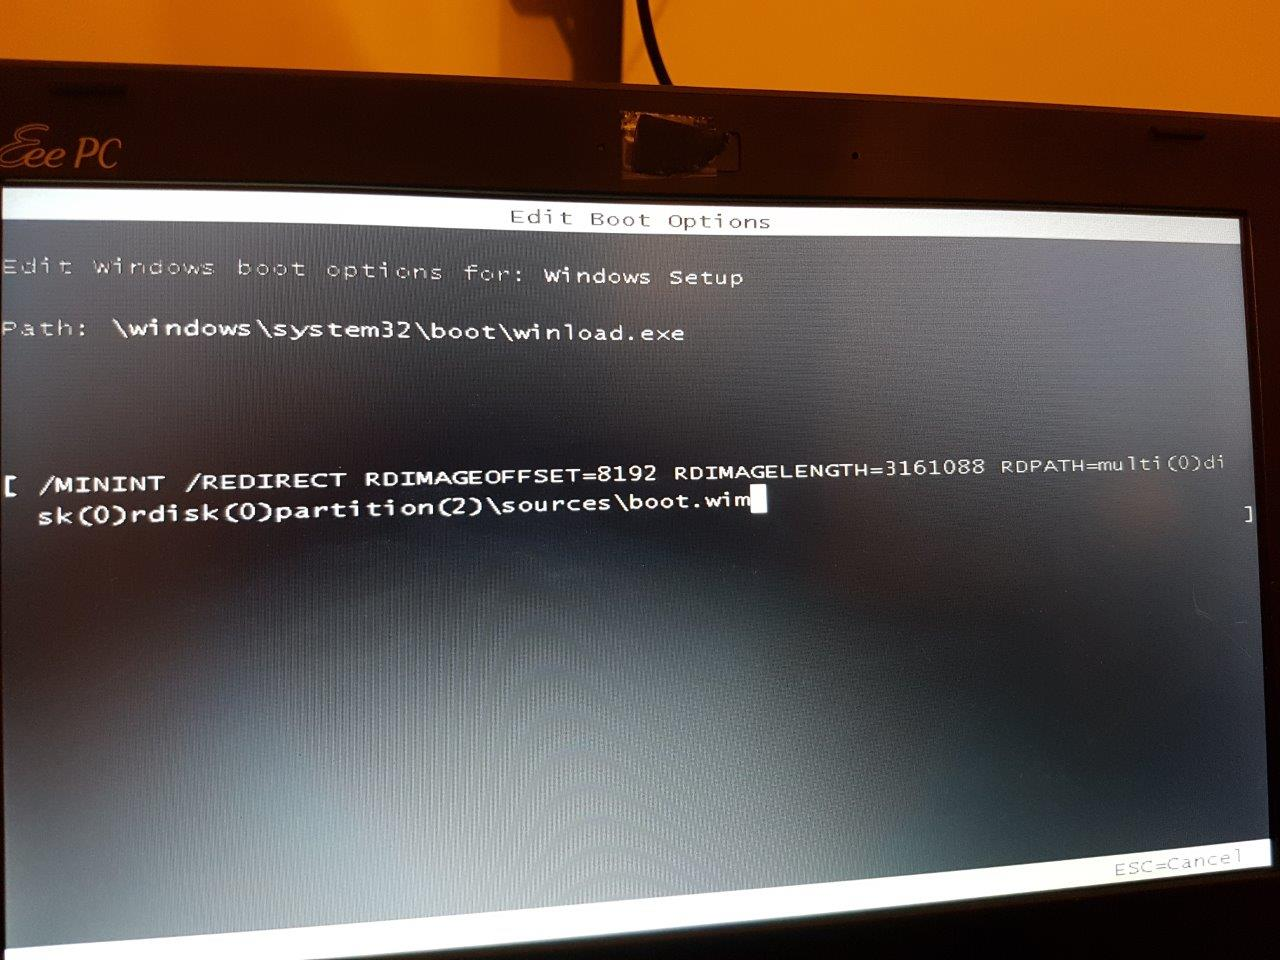 Eee PC
Edit Boot Options
Edit Windows boot options for: Windows Setup
Path: \windows\system32\boot\winload.exe
[ /MININT /REDIRECT RDIMAGEOFFSET=8192 RDIMAGELENGTH=3161088 RDPATH=multi(0)di
sk(0)rdisk(0)partition(2)\sources\boot.wim ]
ESC=Cancel